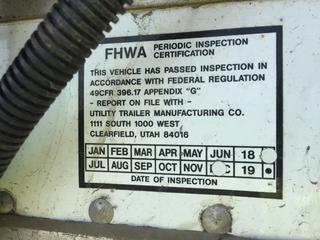 FHWA PERIODIC INSPECTION
CERTIFICATION
THIS VEHICLE HAS PASSED INSPECTION IN
ACCORDANCE WITH FEDERAL REGULATION
49CFR 396.17 APPENDIX "G"
- REPORT ON FILE WITH -
UTILITY TRAILER MANUFACTURING CO.
1111 SOUTH 1000 WEST
CLEARFIELD, UTAH 84016
JAN FEB MAR APR MAY JUN 18
JUL AUG SEP OCT NOV 19
DATE OF INSPECTION